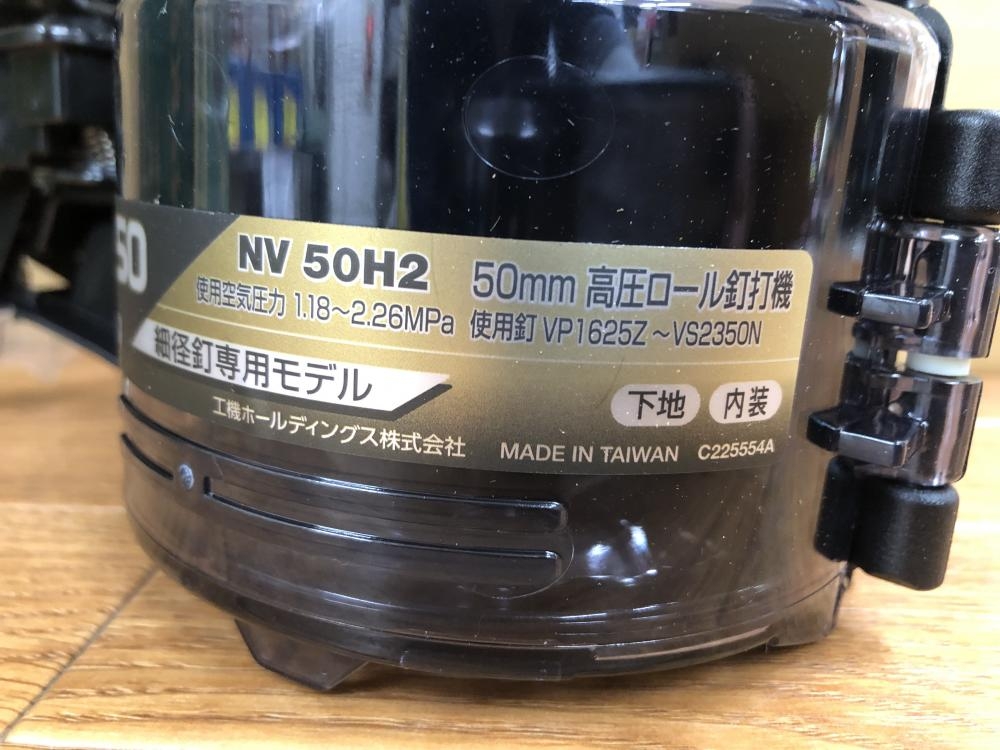 50
NV 50H2
50mm 高圧ロール釘打機
使用空気圧力 1.18〜2.26MPa
使用釘 VP1625Z〜VS2350N
細径釘専用モデル
下地 内装
工機ホールディングス株式会社
MADE IN TAIWAN C225554A